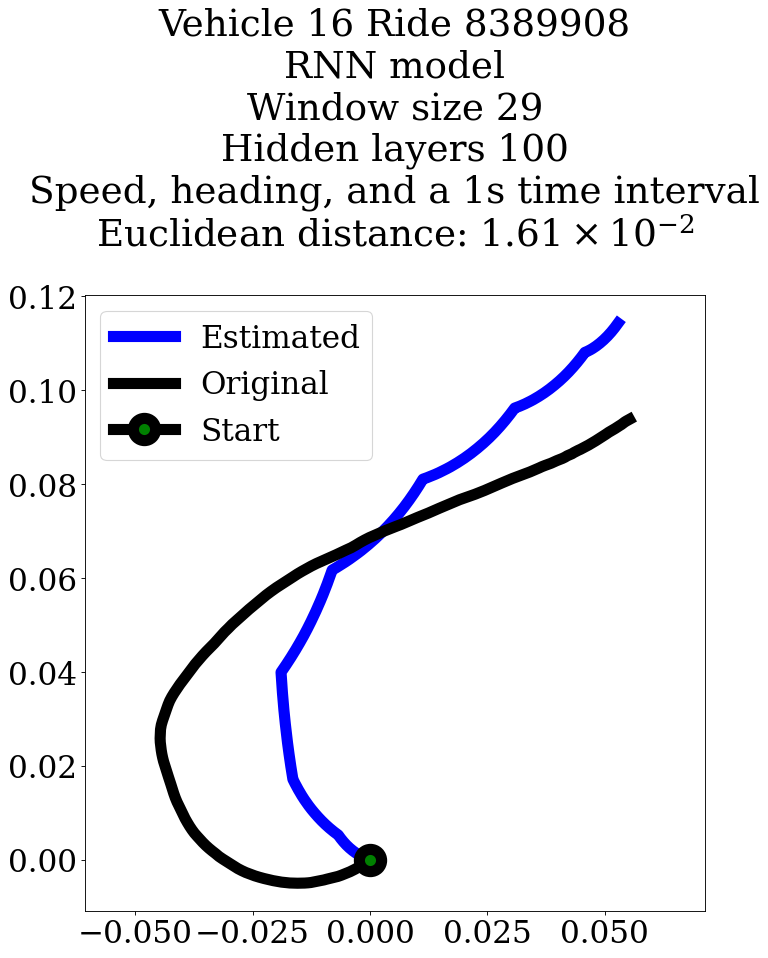 Vehicle 16 Ride 8389908
RNN model
Window size 29
Hidden layers 100
Speed, heading, and a 1s time interval
Euclidean distance: 1.61 × 10⁻²
0.12
0.10
0.08
0.06
0.04
0.02
0.00
Estimated
Original
Start
−0.050 −0.025 0.000 0.025 0.050